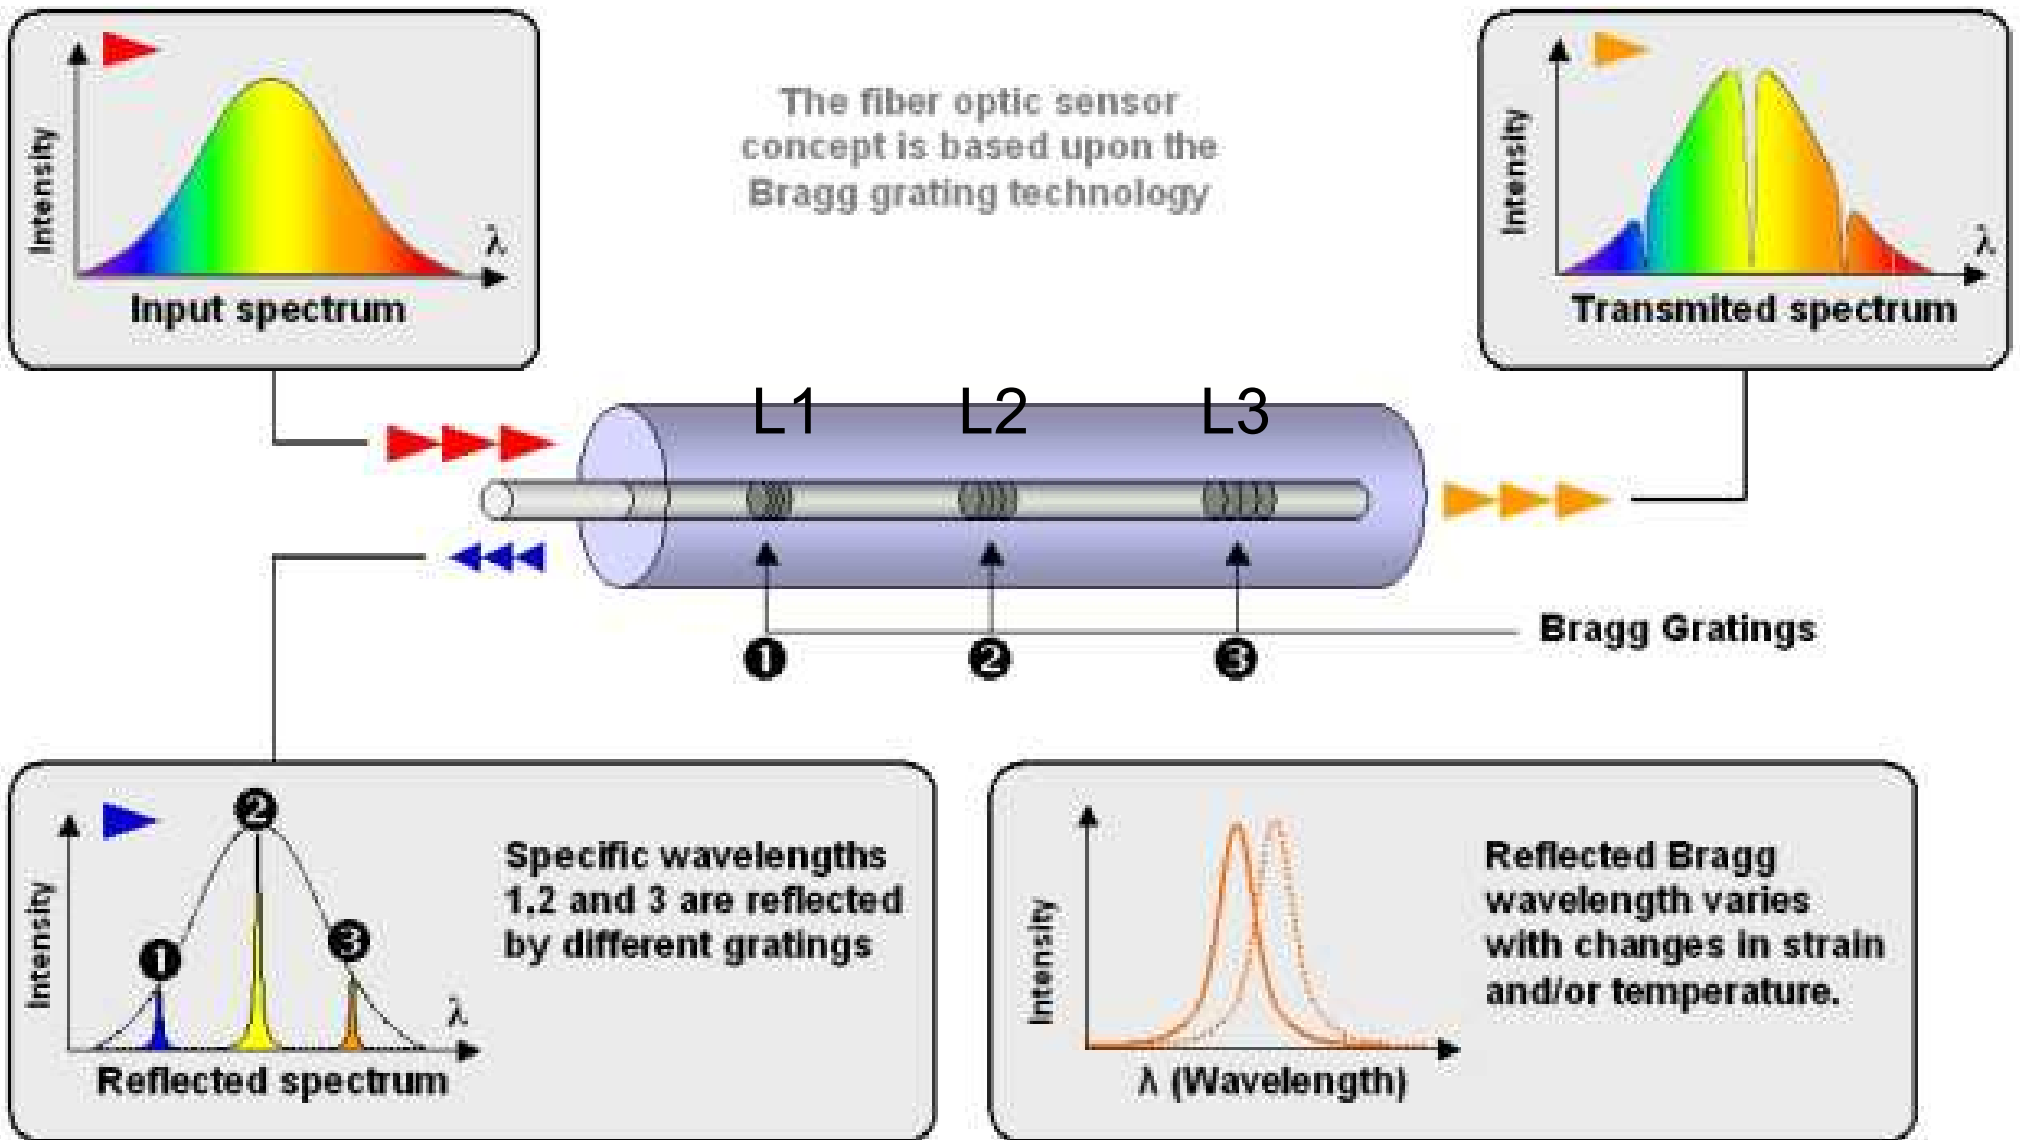 The fiber optic sensor
concept is based upon the
Bragg grating technology
Intensity
λ
Input spectrum
Intensity
λ
Transmited spectrum
L1 L2 L3
Bragg Gratings
1 2 3
2
1
3
Intensity
λ
Reflected spectrum
Specific wavelengths
1,2 and 3 are reflected
by different gratings
Intensity
λ (Wavelength)
Reflected Bragg
wavelength varies
with changes in strain
and/or temperature.